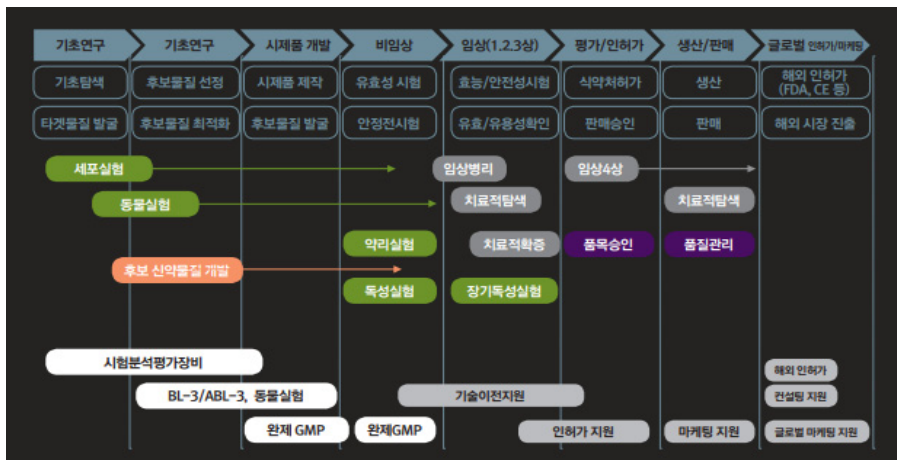 기초연구
기초연구
시제품 개발
비임상
임상(1.2.3상)
평가/인허가
생산/판매
글로벌 인허가/마케팅
기초탐색
후보물질 선정
시제품 제작
유효성 시험
효능/안전성시험
식약처허가
생산
해외 인허가
(FDA, CE 등)
타겟물질 발굴
후보물질 최적화
후보물질 발굴
안정전시험
유효/유용성확인
판매승인
판매
해외 시장 진출
세포실험
임상병리
임상4상
동물실험
치료적탐색
치료적탐색
약리실험
치료적확증
품목승인
품질관리
후보 신약물질 개발
독성실험
장기독성실험
시험분석평가장비
해외 인허가
BL-3/ABL-3, 동물실험
기술이전지원
컨설팅 지원
완제 GMP
완제GMP
인허가 지원
마케팅 지원
글로벌 마케팅 지원